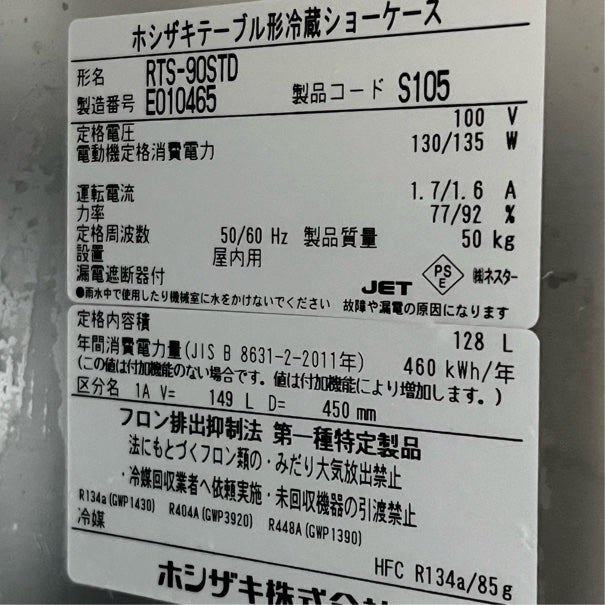 ホシザキテーブル形冷蔵ショーケース
形名 RTS-90STD
製造番号 E010465 製品コード S105
定格電圧 100 V
電動機定格消費電力 130/135 W
運転電流 1.7/1.6 A
力率 77/92 %
定格周波数 50/60 Hz 製品質量 50 kg
設置 屋内用
漏電遮断器付 JET PSE ㈱ネスター
●雨水中で使用したり機械室に水をかけないでください 故障や漏電の原因になります
定格内容積 128 L
年間消費電力量(JIS B 8631-2-2011年) 460 kWh/年
(この値は付加機能のない場合です。値は付加機能により増加します。)
区分名 1A V= 149 L D= 450 mm
フロン排出抑制法 第一種特定製品
法にもとづくフロン類の・みだり大気放出禁止
・冷媒回収業者へ依頼実施・未回収機器の引渡禁止
R134a(GWP1430) R404A(GWP3920) R448A(GWP1390)
冷媒 HFC R134a/85g
ホシザキ株式会